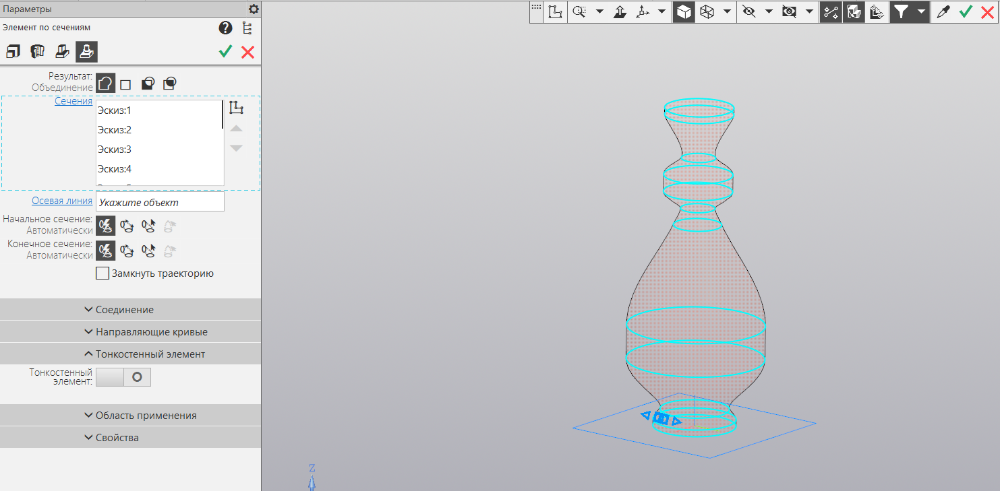 Параметры
Элемент по сечениям
?
Результат:
Объединение
Сечения
Эскиз:1
Эскиз:2
Эскиз:3
Эскиз:4
Осевая линия
Укажите объект
Начальное сечение:
Автоматически
Конечное сечение:
Автоматически
Замкнуть траекторию
Соединение
Направляющие кривые
Тонкостенный элемент
Тонкостенный
элемент:
Область применения
Свойства
Z